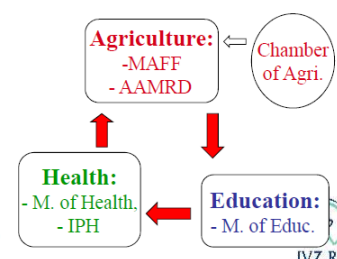 Agriculture:
-MAFF
- AAMRD
Chamber
of Agri.
Health:
- M. of Health,
- IPH
Education:
- M. of Educ.